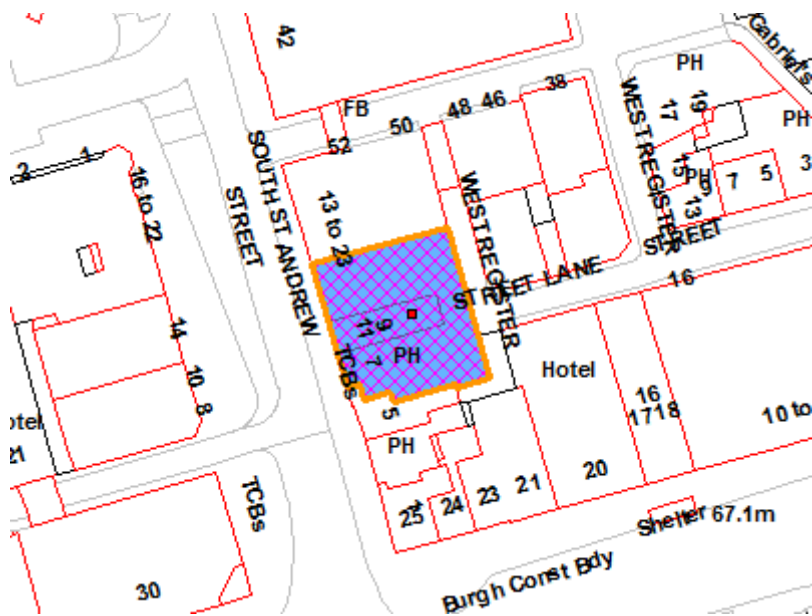 42
Gabriel's
PH
FB
48 46
38
17
19
50
52
PH
2
1
16 to 22
WEST REGISTER
SOUTH ST ANDREW
STREET
13 to 23
WEST REGISTER
15
PH
9
7
5
3
13
STREET
STREET LANE
16
14
11
9
7
PH
TCBs
Hotel
10
8
5
16
17 18
10 to
otel
21
PH
20
TCBs
25
1
24
23
21
Shelter 67.1m
Burgh Const Bdy
30